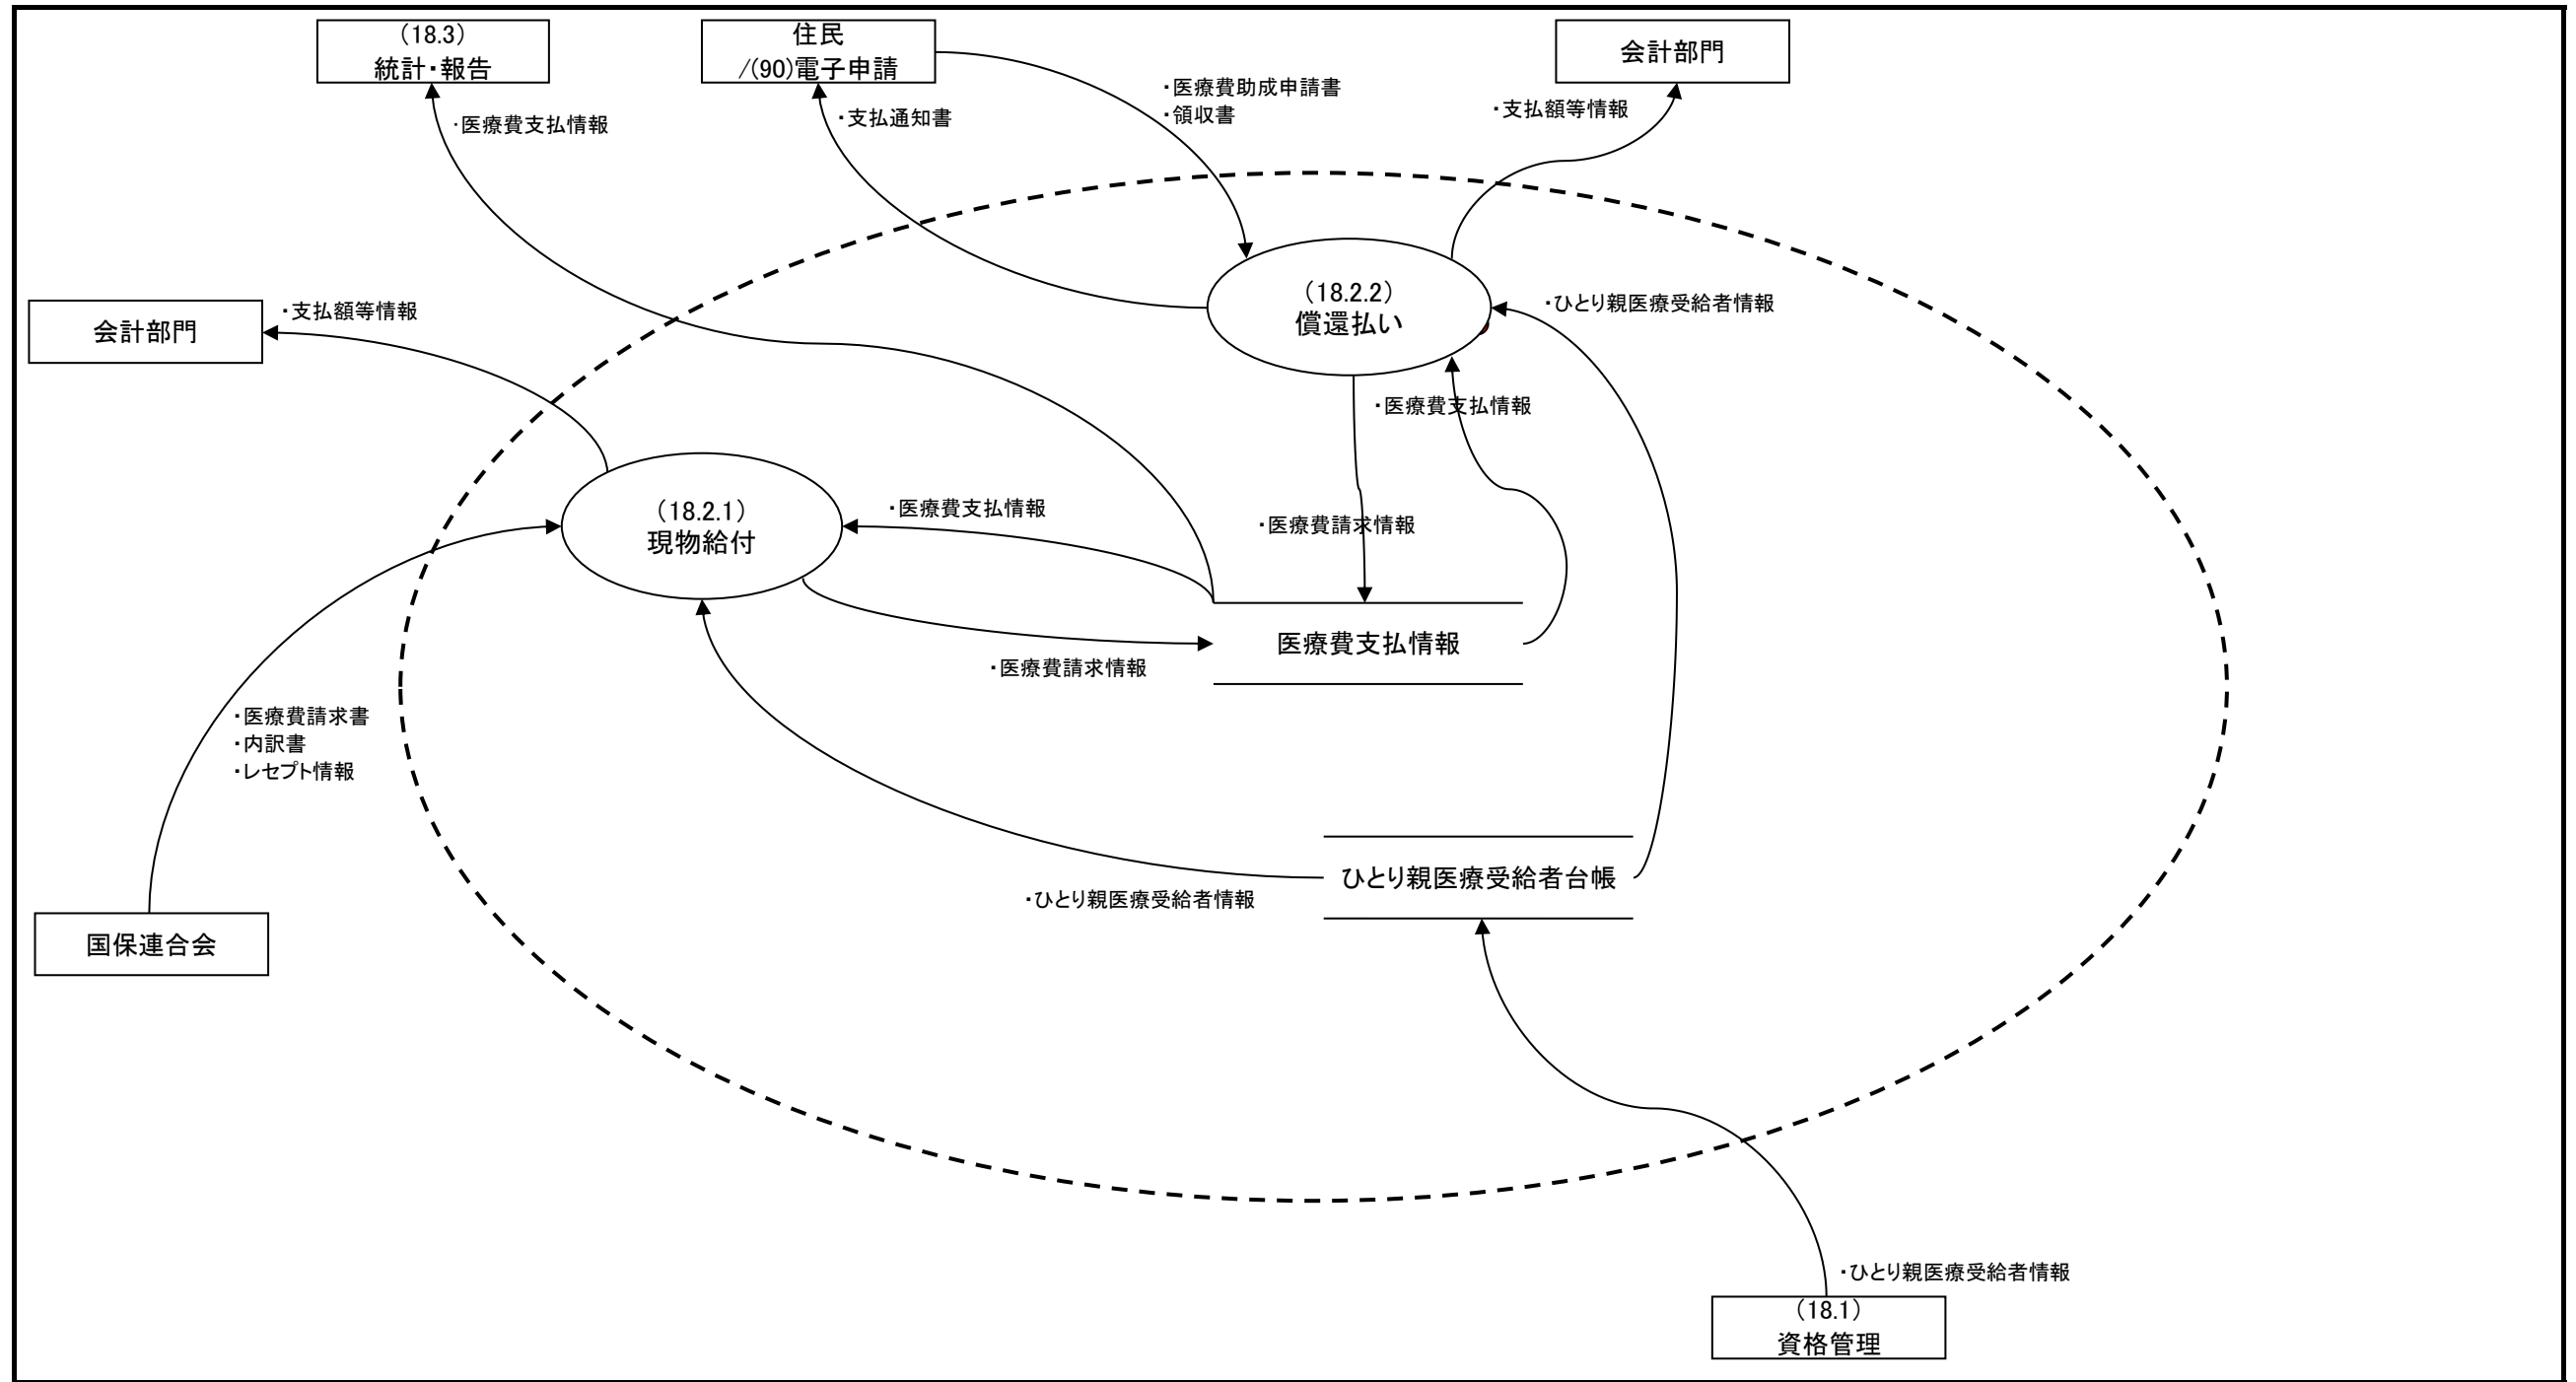 （18.3）
統計・報告
住民
/(90)電子申請
会計部門
・医療費助成申請書
・領収書
・支払額等情報
・支払通知書
・医療費支払情報
（18.2.2）
償還払い
・ひとり親医療受給者情報
・支払額等情報
会計部門
・医療費支払情報
（18.2.1）
現物給付
・医療費支払情報
・医療費請求情報
医療費支払情報
・医療費請求情報
・医療費請求書
・内訳書
・レセプト情報
ひとり親医療受給者台帳
・ひとり親医療受給者情報
国保連合会
・ひとり親医療受給者情報
（18.1）
資格管理